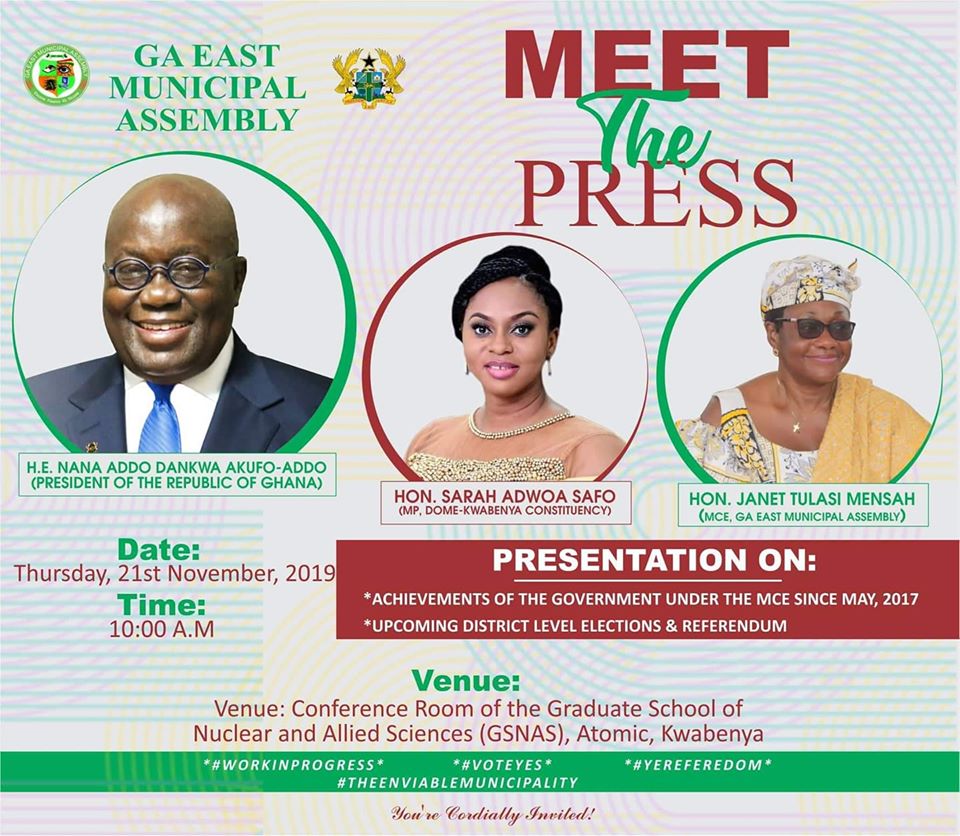 GA EAST MUNICIPAL ASSEMBLY
GA EAST
MUNICIPAL
ASSEMBLY
MEET
The
PRESS
H.E. NANA ADDO DANKWA AKUFO-ADDO
(PRESIDENT OF THE REPUBLIC OF GHANA)
HON. SARAH ADWOA SAFO
(MP, DOME-KWABENYA CONSTITUENCY)
HON. JANET TULASI MENSAH
(MCE, GA EAST MUNICIPAL ASSEMBLY)
Date:
Thursday, 21st November, 2019
Time:
10:00 A.M
PRESENTATION ON:
*ACHIEVEMENTS OF THE GOVERNMENT UNDER THE MCE SINCE MAY, 2017
*UPCOMING DISTRICT LEVEL ELECTIONS & REFERENDUM
Venue:
Venue: Conference Room of the Graduate School of
Nuclear and Allied Sciences (GSNAS), Atomic, Kwabenya
*#WORKINPROGRESS* *#VOTEYES* *#YEREFEREDOM*
#THEENVIABLEMUNICIPALITY
You're Cordially Invited!